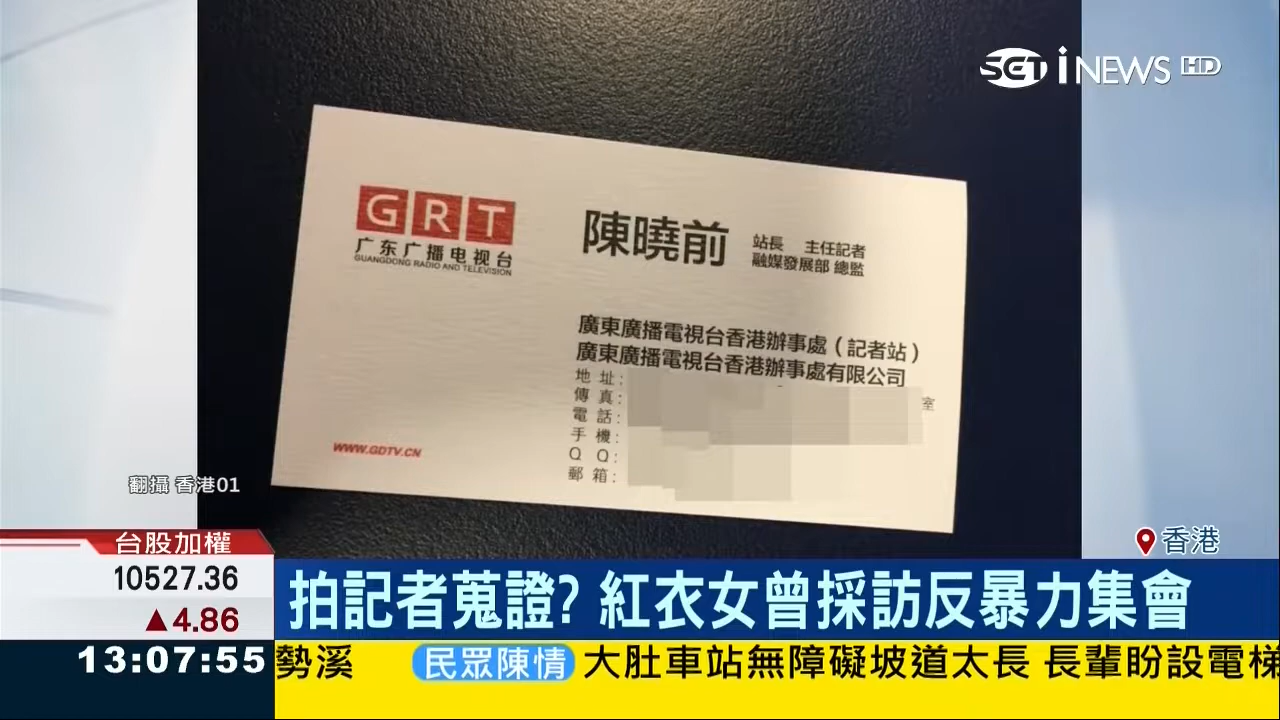 SET iNEWS HD
GRT
广东广播电视台
GUANGDONG RADIO AND TELEVISION
陳曉前
站長 主任記者
融媒發展部 總監
廣東廣播電視台香港辦事處（記者站）
廣東廣播電視台香港辦事處有限公司
地 址：
室
傳 真：
電 話：
手 機：
Q Q：
郵 箱：
WWW.GDTV.CN
翻攝 香港01
香港
台股加權
10527.36
▲4.86
拍記者蒐證? 紅衣女曾採訪反暴力集會
13:07:55
勢溪 民眾陳情 大肚車站無障礙坡道太長 長輩盼設電梯